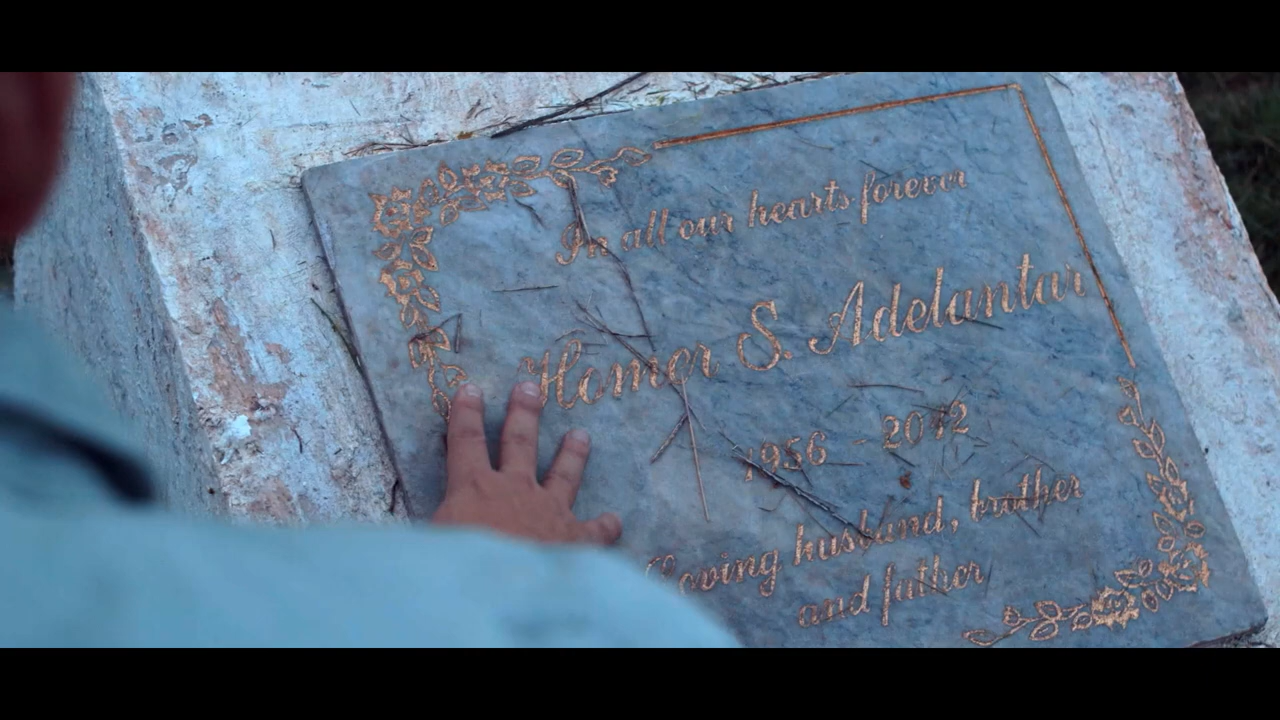 In all our hearts forever
Homer S. Adelantar
1956 - 2012
Loving husband, brother
and father